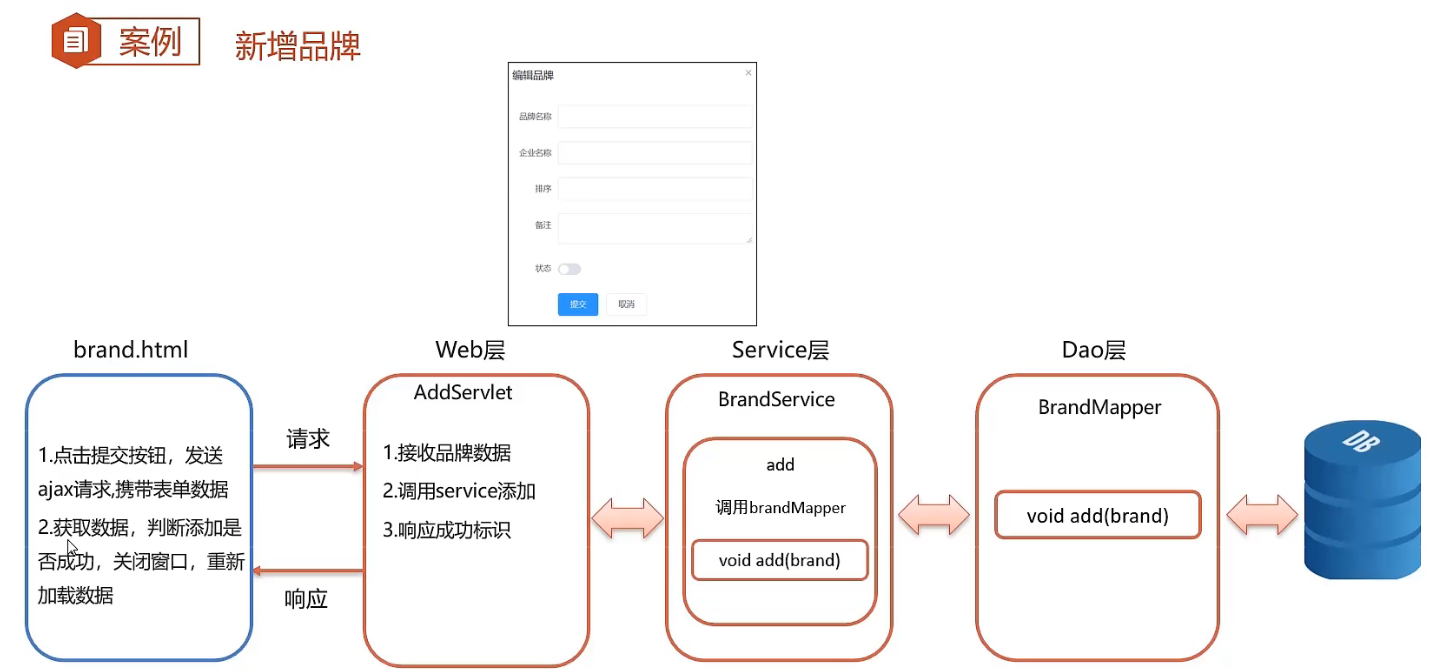 案例
新增品牌
编辑品牌
×
品牌名称
企业名称
排序
备注
状态
提交
取消
brand.html
1.点击提交按钮，发送
ajax请求,携带表单数据
2.获取数据，判断添加是
否成功，关闭窗口，重新
加载数据
请求
响应
Web层
AddServlet
1.接收品牌数据
2.调用service添加
3.响应成功标识
Service层
BrandService
add
调用brandMapper
void add(brand)
Dao层
BrandMapper
void add(brand)
DB